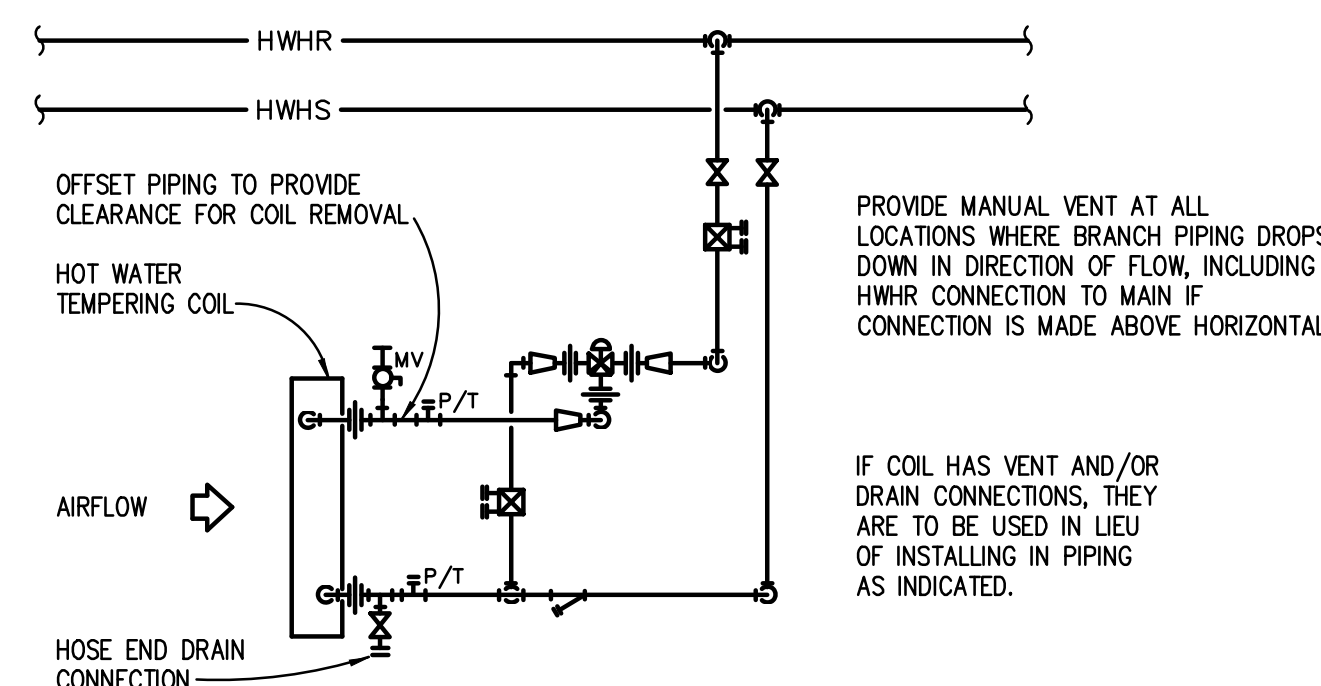 HWHR
HWHS
OFFSET PIPING TO PROVIDE
CLEARANCE FOR COIL REMOVAL
HOT WATER
TEMPERING COIL
MV
P/T
AIRFLOW
P/T
HOSE END DRAIN
CONNECTION
PROVIDE MANUAL VENT AT ALL
LOCATIONS WHERE BRANCH PIPING DROPS
DOWN IN DIRECTION OF FLOW, INCLUDING
HWHR CONNECTION TO MAIN IF
CONNECTION IS MADE ABOVE HORIZONTAL
IF COIL HAS VENT AND/OR
DRAIN CONNECTIONS, THEY
ARE TO BE USED IN LIEU
OF INSTALLING IN PIPING
AS INDICATED.